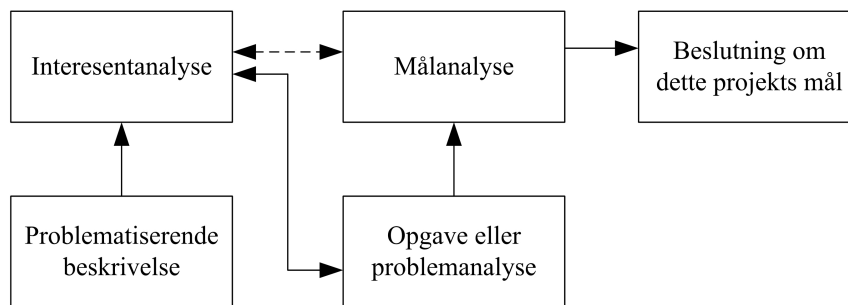 Interesentanalyse
Målanalyse
Beslutning om
dette projekts mål
Problematiserende
beskrivelse
Opgave eller
problemanalyse